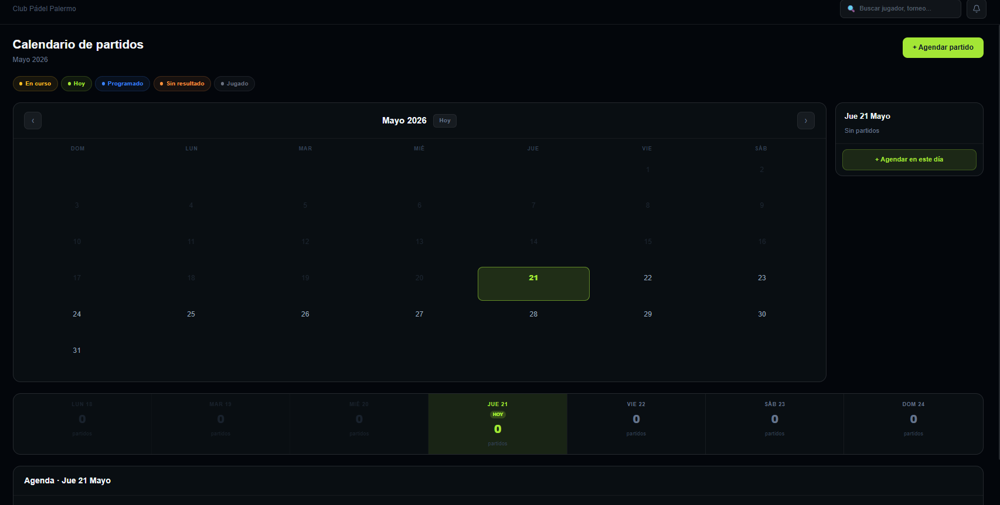 Club Pádel Palermo
Buscar jugador, torneo...
Calendario de partidos
Mayo 2026
+ Agendar partido
En curso
Hoy
Programado
Sin resultado
Jugado
‹
Mayo 2026 Hoy
›
DOM LUN MAR MIÉ JUE VIE SÁB
1 2
3 4 5 6 7 8 9
10 11 12 13 14 15 16
17 18 19 20 21 22 23
24 25 26 27 28 29 30
31
Jue 21 Mayo
Sin partidos
+ Agendar en este día
LUN 18
0
partidos
MAR 19
0
partidos
MIÉ 20
0
partidos
JUE 21
HOY
0
partidos
VIE 22
0
partidos
SÁB 23
0
partidos
DOM 24
0
partidos
Agenda · Jue 21 Mayo